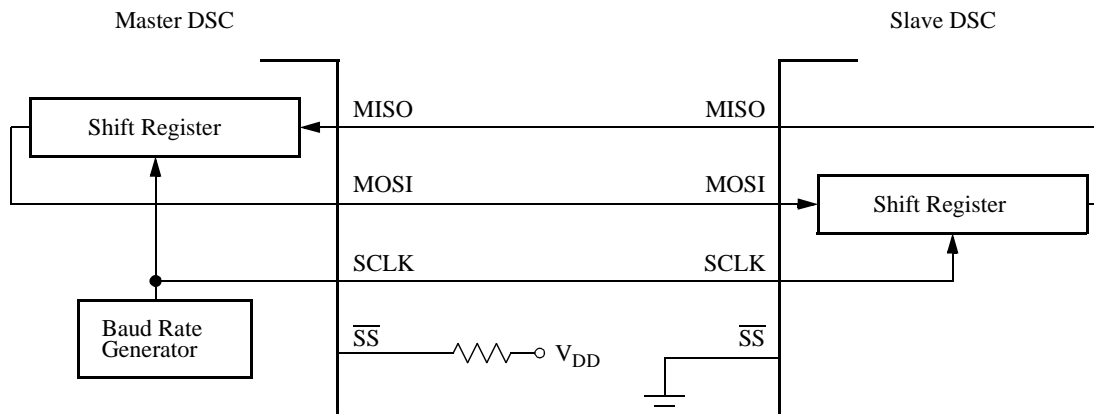 Master DSC
Slave DSC
MISO
MISO
Shift Register
MOSI
MOSI
Shift Register
SCLK
SCLK
Baud Rate
Generator
SS
VDD
SS